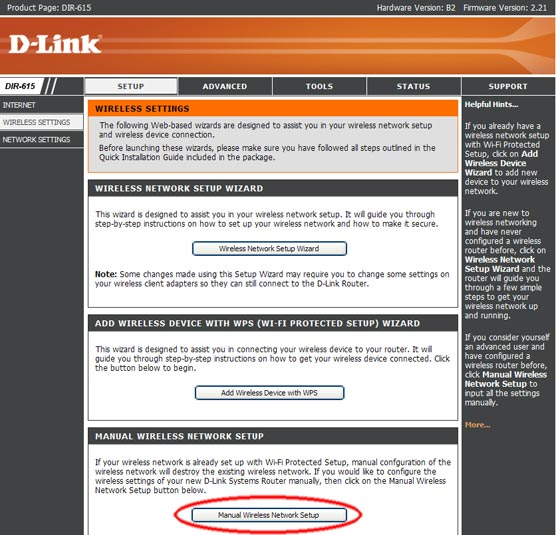 Product Page: DIR-615
Hardware Version: B2 Firmware Version: 2.21
D-Link
DIR-615
SETUP
ADVANCED
TOOLS
STATUS
SUPPORT
INTERNET
WIRELESS SETTINGS
NETWORK SETTINGS
WIRELESS SETTINGS
The following Web-based wizards are designed to assist you in your wireless network setup
and wireless device connection.
Before launching these wizards, please make sure you have followed all steps outlined in the
Quick Installation Guide included in the package.
WIRELESS NETWORK SETUP WIZARD
This wizard is designed to assist you in your wireless network setup. It will guide you through
step-by-step instructions on how to set up your wireless network and how to make it secure.
Wireless Network Setup Wizard
Note: Some changes made using this Setup Wizard may require you to change some settings on
your wireless client adapters so they can still connect to the D-Link Router.
ADD WIRELESS DEVICE WITH WPS (WI-FI PROTECTED SETUP) WIZARD
This wizard is designed to assist you in connecting your wireless device to your router. It will
guide you through step-by-step instructions on how to get your wireless device connected. Click
the button below to begin.
Add Wireless Device with WPS
MANUAL WIRELESS NETWORK SETUP
If your wireless network is already set up with Wi-Fi Protected Setup, manual confguration of the
wireless network will destroy the existing wireless network. If you would like to configure the
wireless settings of your new D-Link Systems Router manually, then click on the Manual Wireless
Network Setup button below.
Manual Wireless Network Setup
Helpful Hints...
If you already have a
wireless network setup
with Wi-Fi Protected
Setup, click on Add
Wireless Device
Wizard to add new
device to your wireless
network.
If you are new to
wireless networking
and have never
configured a wireless
router before, click on
Wireless Network
Setup Wizard and the
router will guide you
through a few simple
steps to get your
wireless network up
and running.
If you consider yourself
an advanced user and
have configured a
wireless router before,
click Manual Wireless
Network Setup to
input all the settings
manually.
More...